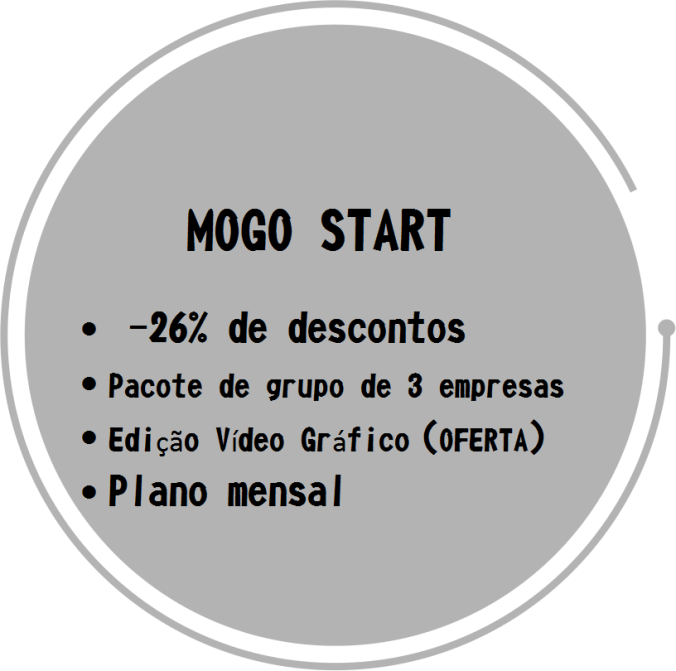 MOGO START
• -26% de descontos
• Pacote de grupo de 3 empresas
• Edição Vídeo Gráfico (OFERTA)
• Plano mensal